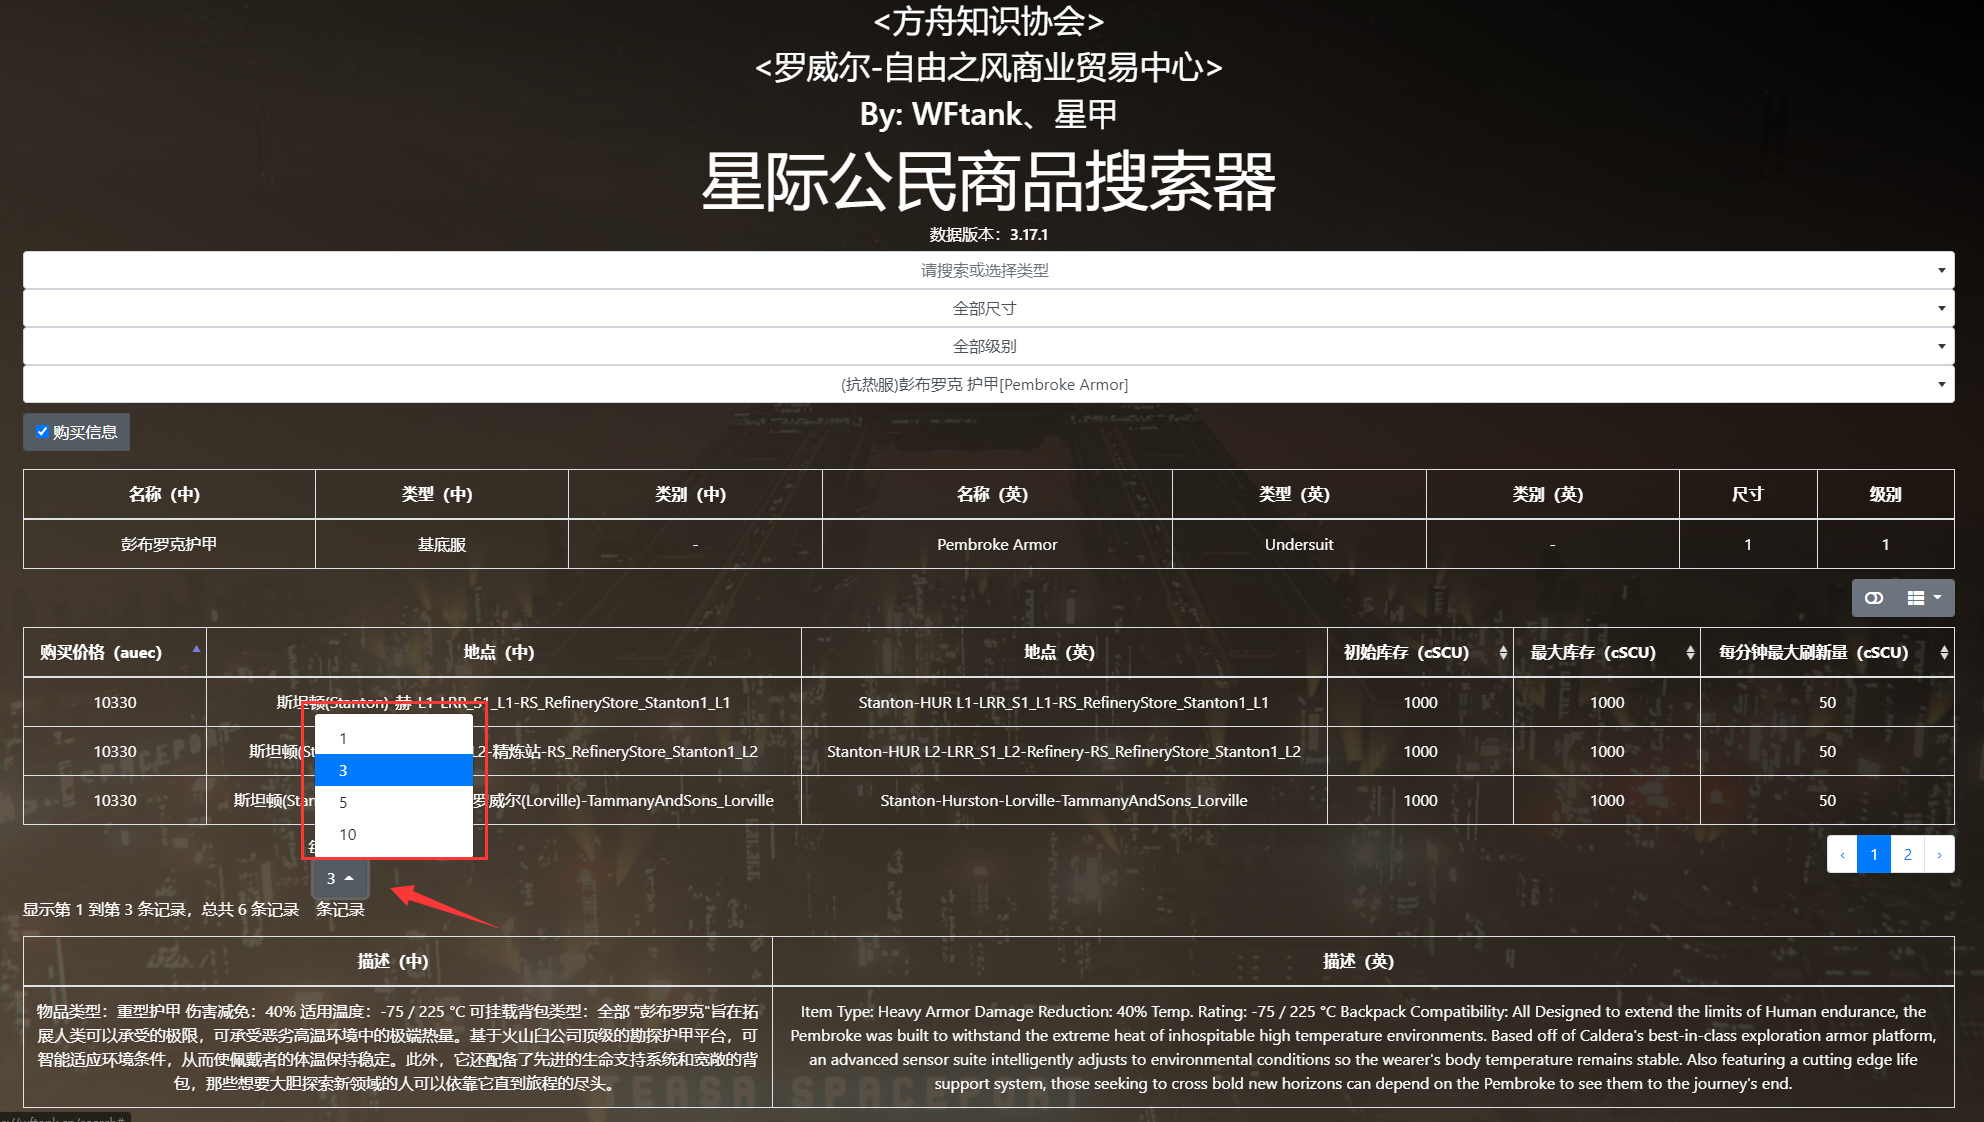 <方舟知识协会>
<罗威尔-自由之风商业贸易中心>
By: WFtank、星甲
星际公民商品搜索器
数据版本：3.17.1
请搜索或选择类型
全部尺寸
全部级别
(抗热服)彭布罗克 护甲[Pembroke Armor]
购买信息
名称（中） 类型（中） 类别（中） 名称（英） 类型（英） 类别（英） 尺寸 级别
彭布罗克护甲 基底服 - Pembroke Armor Undersuit - 1 1
购买价格（auec） 地点（中） 地点（英） 初始库存（cSCU） 最大库存（cSCU） 每分钟最大刷新量（cSCU）
10330 斯坦顿(Stanton)-赫-L1-LRR_S1_L1-RS_RefineryStore_Stanton1_L1 Stanton-HUR L1-LRR_S1_L1-RS_RefineryStore_Stanton1_L1 1000 1000 50
10330 斯坦顿(St L2-精炼站-RS_RefineryStore_Stanton1_L2 Stanton-HUR L2-LRR_S1_L2-Refinery-RS_RefineryStore_Stanton1_L2 1000 1000 50
10330 斯坦顿(Stan 罗威尔(Lorville)-TammanyAndSons_Lorville Stanton-Hurston-Lorville-TammanyAndSons_Lorville 1000 1000 50
1
3
5
10
‹ 1 2 ›
3
显示第 1 到第 3 条记录，总共 6 条记录 条记录
描述（中） 描述（英）
物品类型：重型护甲 伤害减免：40% 适用温度：-75 / 225 °C 可挂载背包类型：全部 "彭布罗克"旨在拓
展人类可以承受的极限，可承受恶劣高温环境中的极端热量。基于火山臼公司顶级的勘探护甲平台，可
智能适应环境条件，从而使佩戴者的体温保持稳定。此外，它还配备了先进的生命支持系统和宽敞的背
包，那些想要大胆探索新领域的人可以依靠它直到旅程的尽头。
Item Type: Heavy Armor Damage Reduction: 40% Temp. Rating: -75 / 225 °C Backpack Compatibility: All Designed to extend the limits of Human endurance, the
Pembroke was built to withstand the extreme heat of inhospitable high temperature environments. Based off of Caldera's best-in-class exploration armor platform,
an advanced sensor suite intelligently adjusts to environmental conditions so the wearer's body temperature remains stable. Also featuring a cutting edge life
support system, those seeking to cross bold new horizons can depend on the Pembroke to see them to the journey's end.